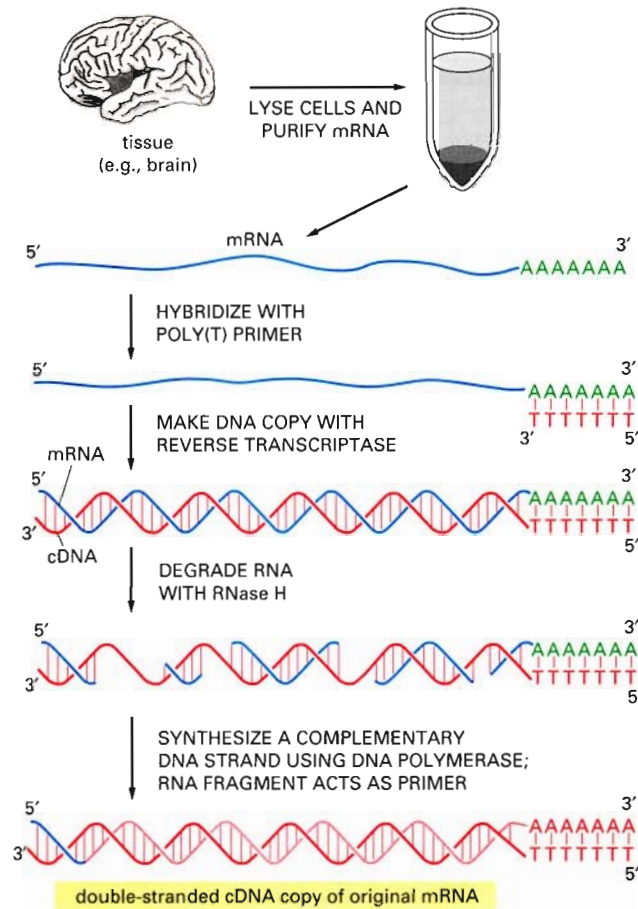 tissue
(e.g., brain)
LYSE CELLS AND
PURIFY mRNA
mRNA
5′ 3′
AAAAAAA
HYBRIDIZE WITH
POLY(T) PRIMER
5′ 3′
AAAAAAA
TTTTTTT
3′ 5′
MAKE DNA COPY WITH
REVERSE TRANSCRIPTASE
mRNA
5′ 3′
AAAAAAA
TTTTTTT
3′ 5′
cDNA
DEGRADE RNA
WITH RNase H
5′ 3′
AAAAAAA
TTTTTTT
3′ 5
SYNTHESIZE A COMPLEMENTARY
DNA STRAND USING DNA POLYMERASE;
RNA FRAGMENT ACTS AS PRIMER
5′ 3′
AAAAAAA
TTTTTTT
3′ 5′
double-stranded cDNA copy of original mRNA